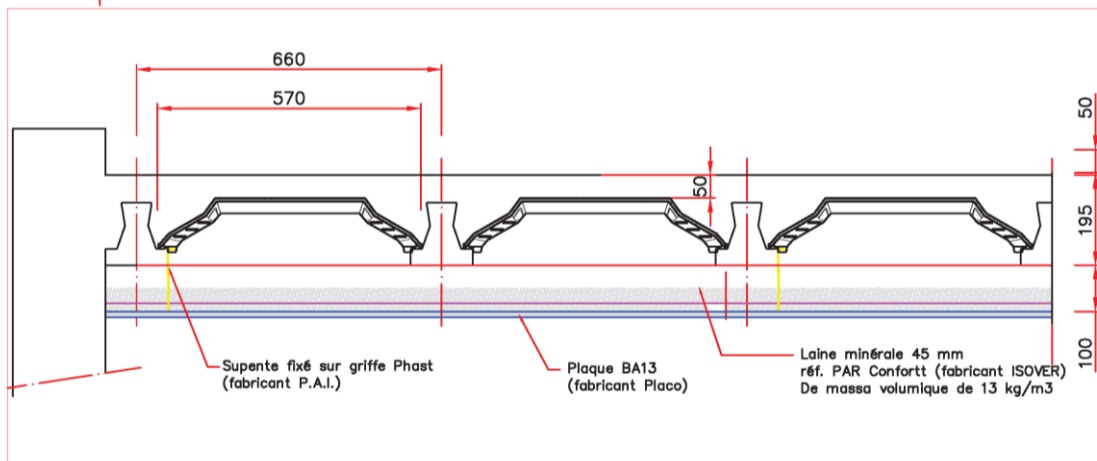 660
570
50
50
195
100
Supente fixé sur griffe Phast
(fabricant P.A.I.)
Plaque BA13
(fabricant Placo)
Laine minérale 45 mm
réf. PAR Confortt (fabricant ISOVER)
De massa volumique de 13 kg/m3